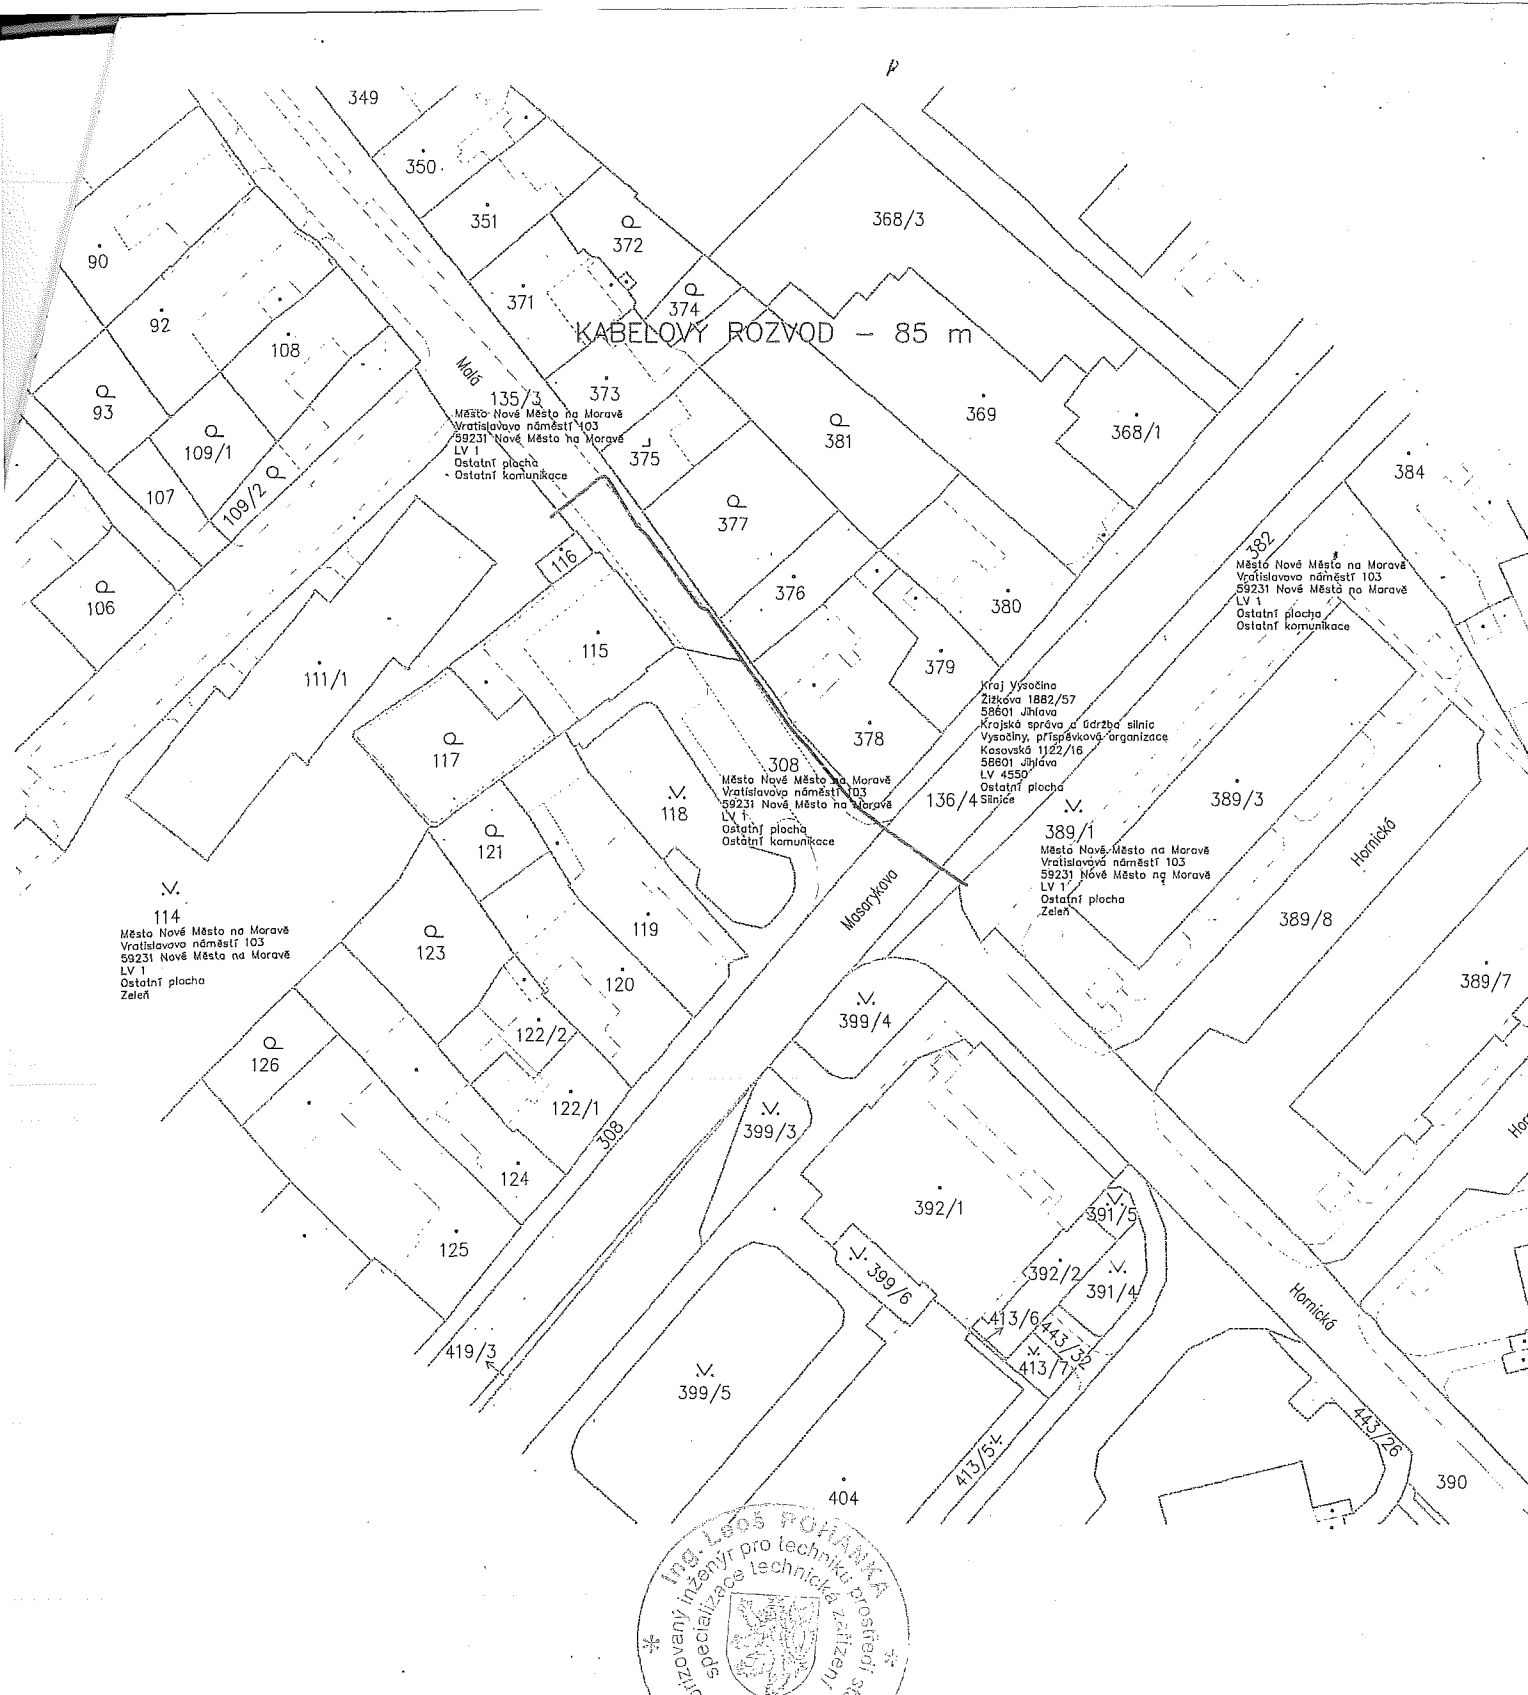 349
350
351
372
368/3
90
371
374
92
KABELOVÝ ROZVOD – 85 m
108
Malá
135/3
Město Nové Město na Moravě
Vratislavovo náměstí 103
59231 Nové Město na Moravě
LV 1
Ostatní plocha
Ostatní komunikace
373
93
369
368/1
381
109/1
375
384
107
109/2
377
382
Město Nové Město na Moravě
Vratislavovo náměstí 103
59231 Nové Město na Moravě
LV 1
Ostatní plocha
Ostatní komunikace
116
376
380
106
115
379
111/1
Kraj Vysočina
Žižkova 1882/57
58601 Jihlava
Krajská správa a údržba silnic
Vysočiny, příspěvková organizace
Kosovská 1122/16
58601 Jihlava
LV 4550
Ostatní plocha
Silnice
378
117
308
Město Nové Město na Moravě
Vratislavovo náměstí 103
59231 Nové Město na Moravě
LV 1
Ostatní plocha
Ostatní komunikace
136/4
389/3
118
389/1
Město Nové Město na Moravě
Vratislavovo náměstí 103
59231 Nové Město na Moravě
LV 1
Ostatní plocha
Zeleň
Hornická
121
Masarykova
114
Město Nové Město na Moravě
Vratislavovo náměstí 103
59231 Nové Město na Moravě
LV 1
Ostatní plocha
Zeleň
119
389/8
123
120
389/7
399/4
122/2
126
122/1
399/3
308
124
392/1
391/5
125
399/6
392/2
391/4
Hornická
413/6
443/32
419/3
413/7
399/5
443/26
413/5
390
404
Ing. Leoš POHANKA
inženýr pro techniku prostředí
specializace technická zařízení